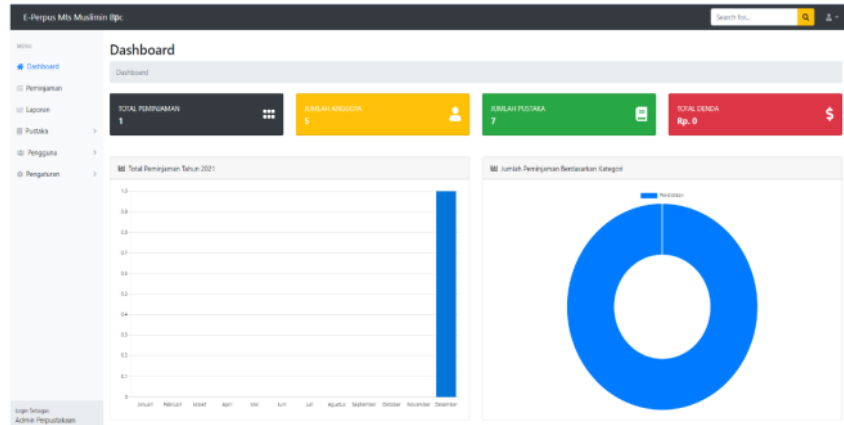 E-Perpus Mts Muslimin Bpc
Search for...
MENU
Dashboard
Peminjaman
Laporan
Pustaka
Pengguna
Pengaturan
Dashboard
Dashboard
TOTAL PEMINJAMAN
1
JUMLAH ANGGOTA
5
JUMLAH PUSTAKA
7
TOTAL DENDA
Rp. 0
Total Peminjaman Tahun 2021
1.0
0.9
0.8
0.7
0.6
0.5
0.4
0.3
0.2
0.1
0
Januari Februari Maret April Mei Juni Juli Agustus September Oktober November Desember
Jumlah Peminjaman Berdasarkan Kategori
Login Sebagai:
Admin Perpustakaan